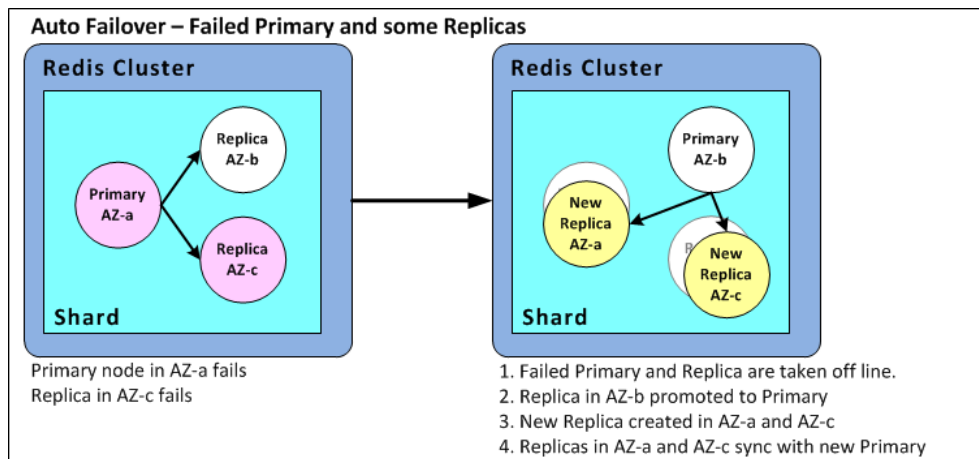 Auto Failover – Failed Primary and some Replicas
Redis Cluster
Replica
AZ-b
Primary
AZ-a
Replica
AZ-c
Shard
Primary node in AZ-a fails
Replica in AZ-c fails
Redis Cluster
Primary
AZ-b
New
Replica
AZ-a
New
Replica
AZ-c
Shard
1. Failed Primary and Replica are taken off line.
2. Replica in AZ-b promoted to Primary
3. New Replica created in AZ-a and AZ-c
4. Replicas in AZ-a and AZ-c sync with new Primary